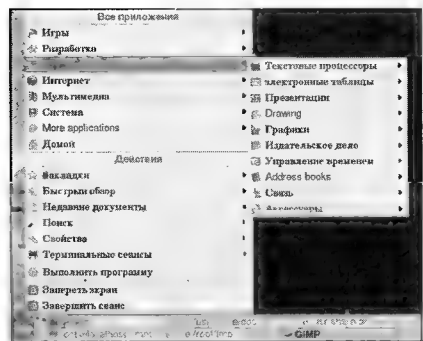 Все приложения
Игры
Разработка
Интернет
Мультимедиа
Система
More applications
Домой
Действия
Закладки
Быстрый обзор
Недавние документы
Поиск
Свойства
Терминальные сеансы
Выполнить программу
Запереть экран
Завершить сеанс
Текстовые процессоры
Электронные таблицы
Презентации
Drawing
Графики
Издательское дело
Управление временем
Address books
Связь
Аксессуары
GIMP